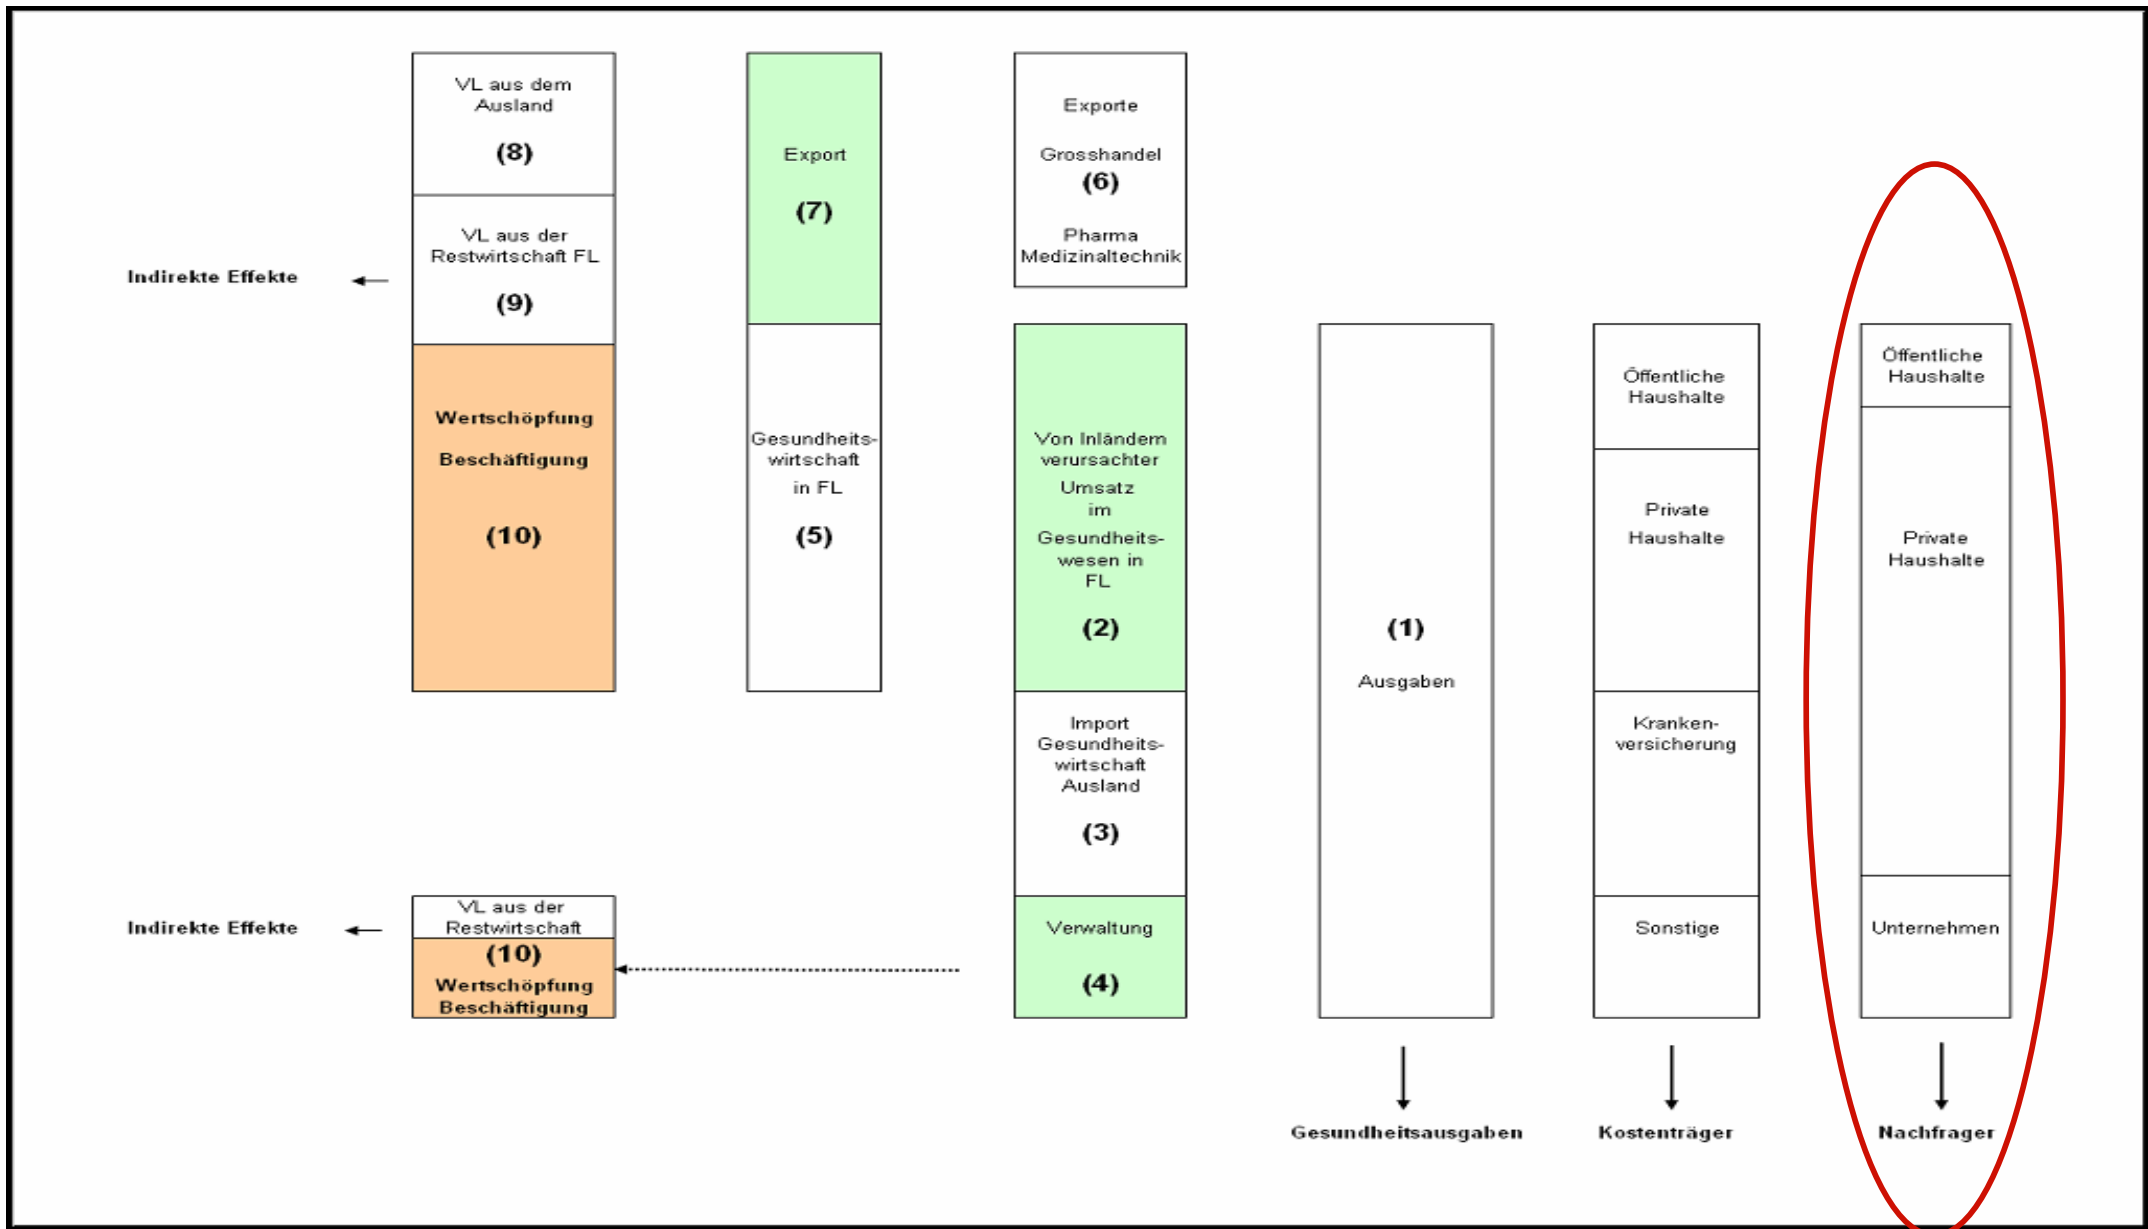 VL aus dem
Ausland
(8)
VL aus der
Restwirtschaft FL
(9)
Indirekte Effekte
Wertschöpfung
Beschäftigung
(10)
Export
(7)
Gesundheits-
wirtschaft
in FL
(5)
Exporte
Grosshandel
(6)
Pharma
Medizinaltechnik
Von Inländern
verursachter
Umsatz
im
Gesundheits-
wesen in
FL
(2)
Import
Gesundheits-
wirtschaft
Ausland
(3)
Verwaltung
(4)
Indirekte Effekte
VL aus der
Restwirtschaft
(10)
Wertschöpfung
Beschäftigung
(1)
Ausgaben
Gesundheitsausgaben
Öffentliche
Haushalte
Private
Haushalte
Kranken-
versicherung
Sonstige
Kostenträger
Öffentliche
Haushalte
Private
Haushalte
Unternehmen
Nachfrager